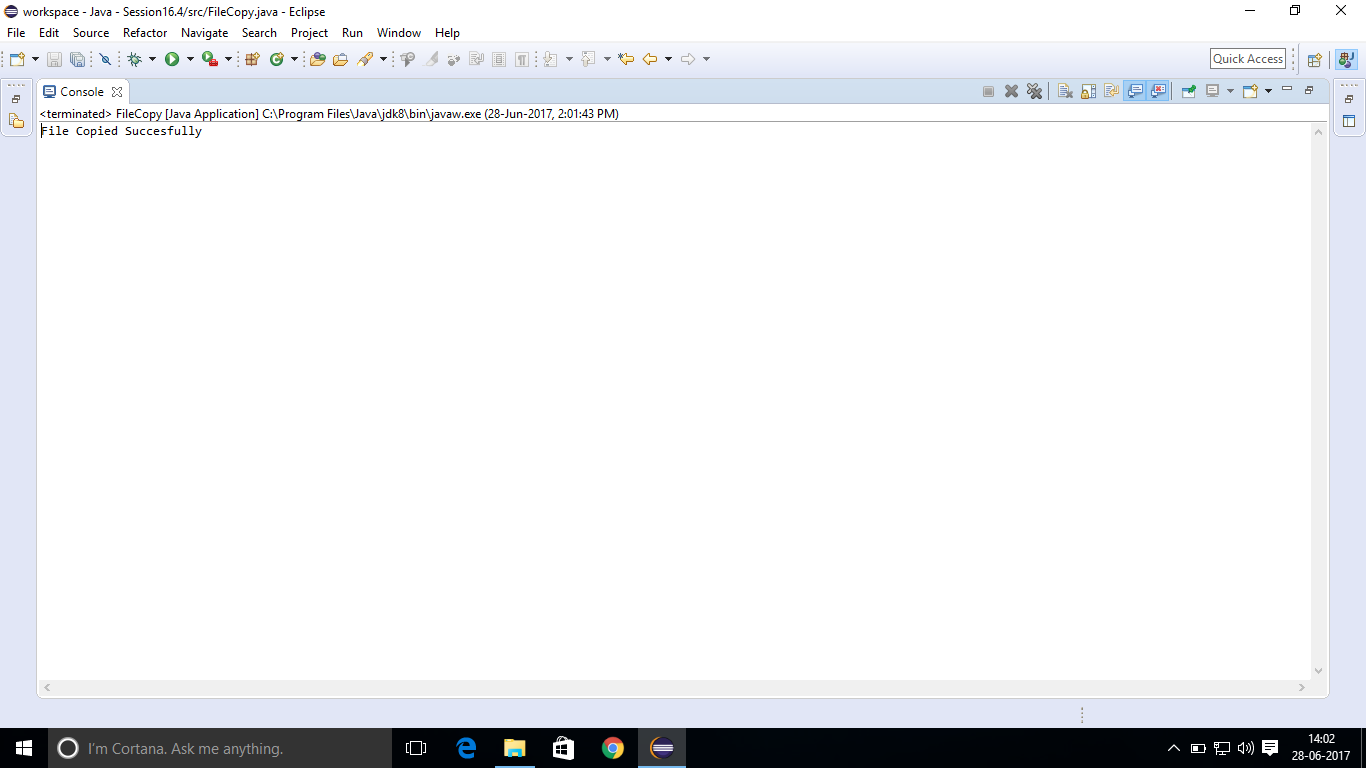 workspace - Java - Session16.4/src/FileCopy.java - Eclipse
File Edit Source Refactor Navigate Search Project Run Window Help
Quick Access
Console
<terminated> FileCopy [Java Application] C:\Program Files\Java\jdk8\bin\javaw.exe (28-Jun-2017, 2:01:43 PM)
File Copied Succesfully
I'm Cortana. Ask me anything.
14:02
28-06-2017